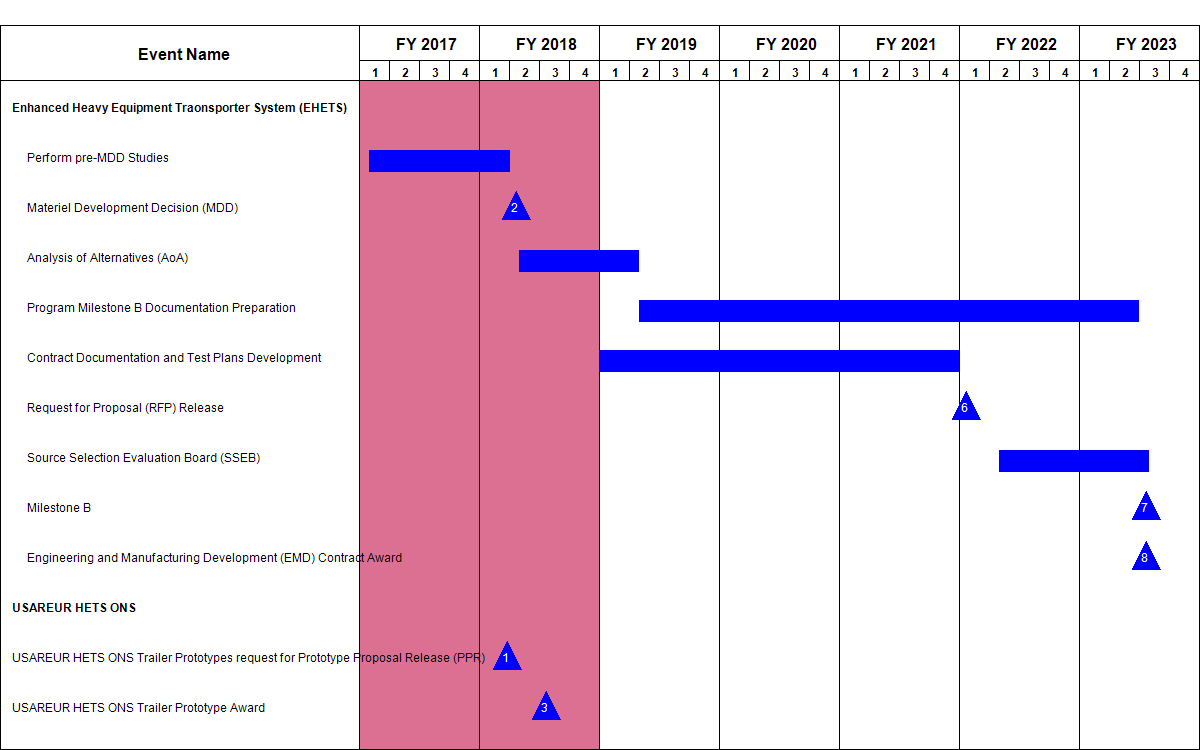 Event Name FY 2017 FY 2018 FY 2019 FY 2020 FY 2021 FY 2022 FY 2023
1 2 3 4 1 2 3 4 1 2 3 4 1 2 3 4 1 2 3 4 1 2 3 4 1 2 3 4
Enhanced Heavy Equipment Traonsporter System (EHETS)
Perform pre-MDD Studies
Materiel Development Decision (MDD) 2
Analysis of Alternatives (AoA)
Program Milestone B Documentation Preparation
Contract Documentation and Test Plans Development
Request for Proposal (RFP) Release 6
Source Selection Evaluation Board (SSEB)
Milestone B 7
Engineering and Manufacturing Development (EMD) Contract Award 8
USAREUR HETS ONS
USAREUR HETS ONS Trailer Prototypes request for Prototype Proposal Release (PPR) 1
USAREUR HETS ONS Trailer Prototype Award 3